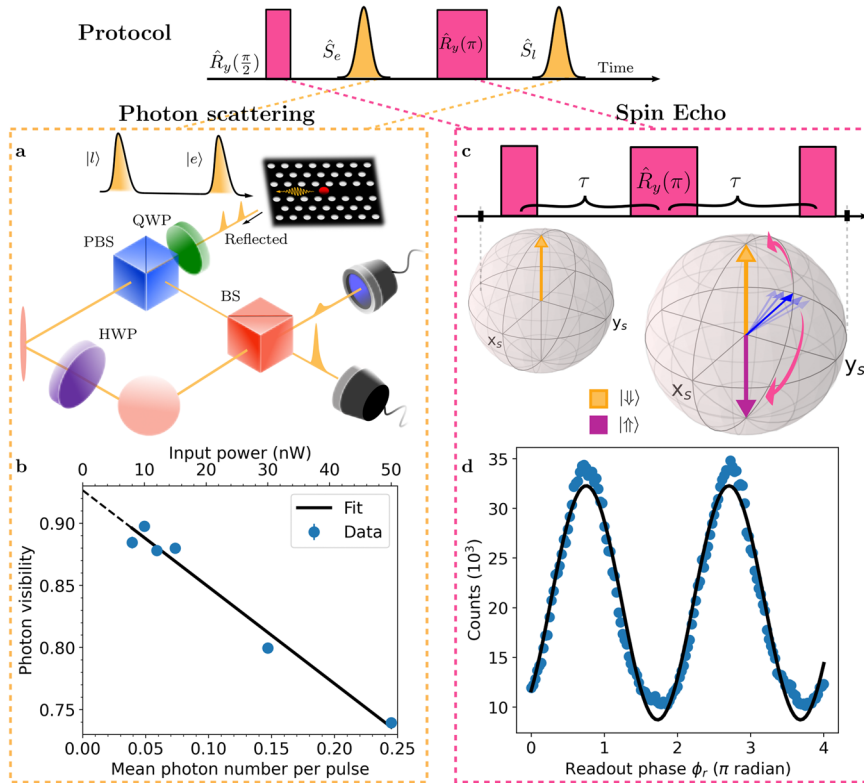 Protocol
R̂_y(π/2)
Ŝ_e
R̂_y(π)
Ŝ_l
Time
Photon scattering
Spin Echo
a
|l⟩
|e⟩
QWP
PBS
Reflected
BS
HWP
c
τ
R̂_y(π)
τ
x_s
y_s
x_s
y_s
|⇓⟩
|⇑⟩
b
Input power (nW)
0 10 20 30 40 50
Fit
Data
0.90
0.85
0.80
0.75
Photon visibility
0.00 0.05 0.10 0.15 0.20 0.25
Mean photon number per pulse
d
35
30
25
20
15
10
Counts (10³)
0 1 2 3 4
Readout phase ϕ_r (π radian)